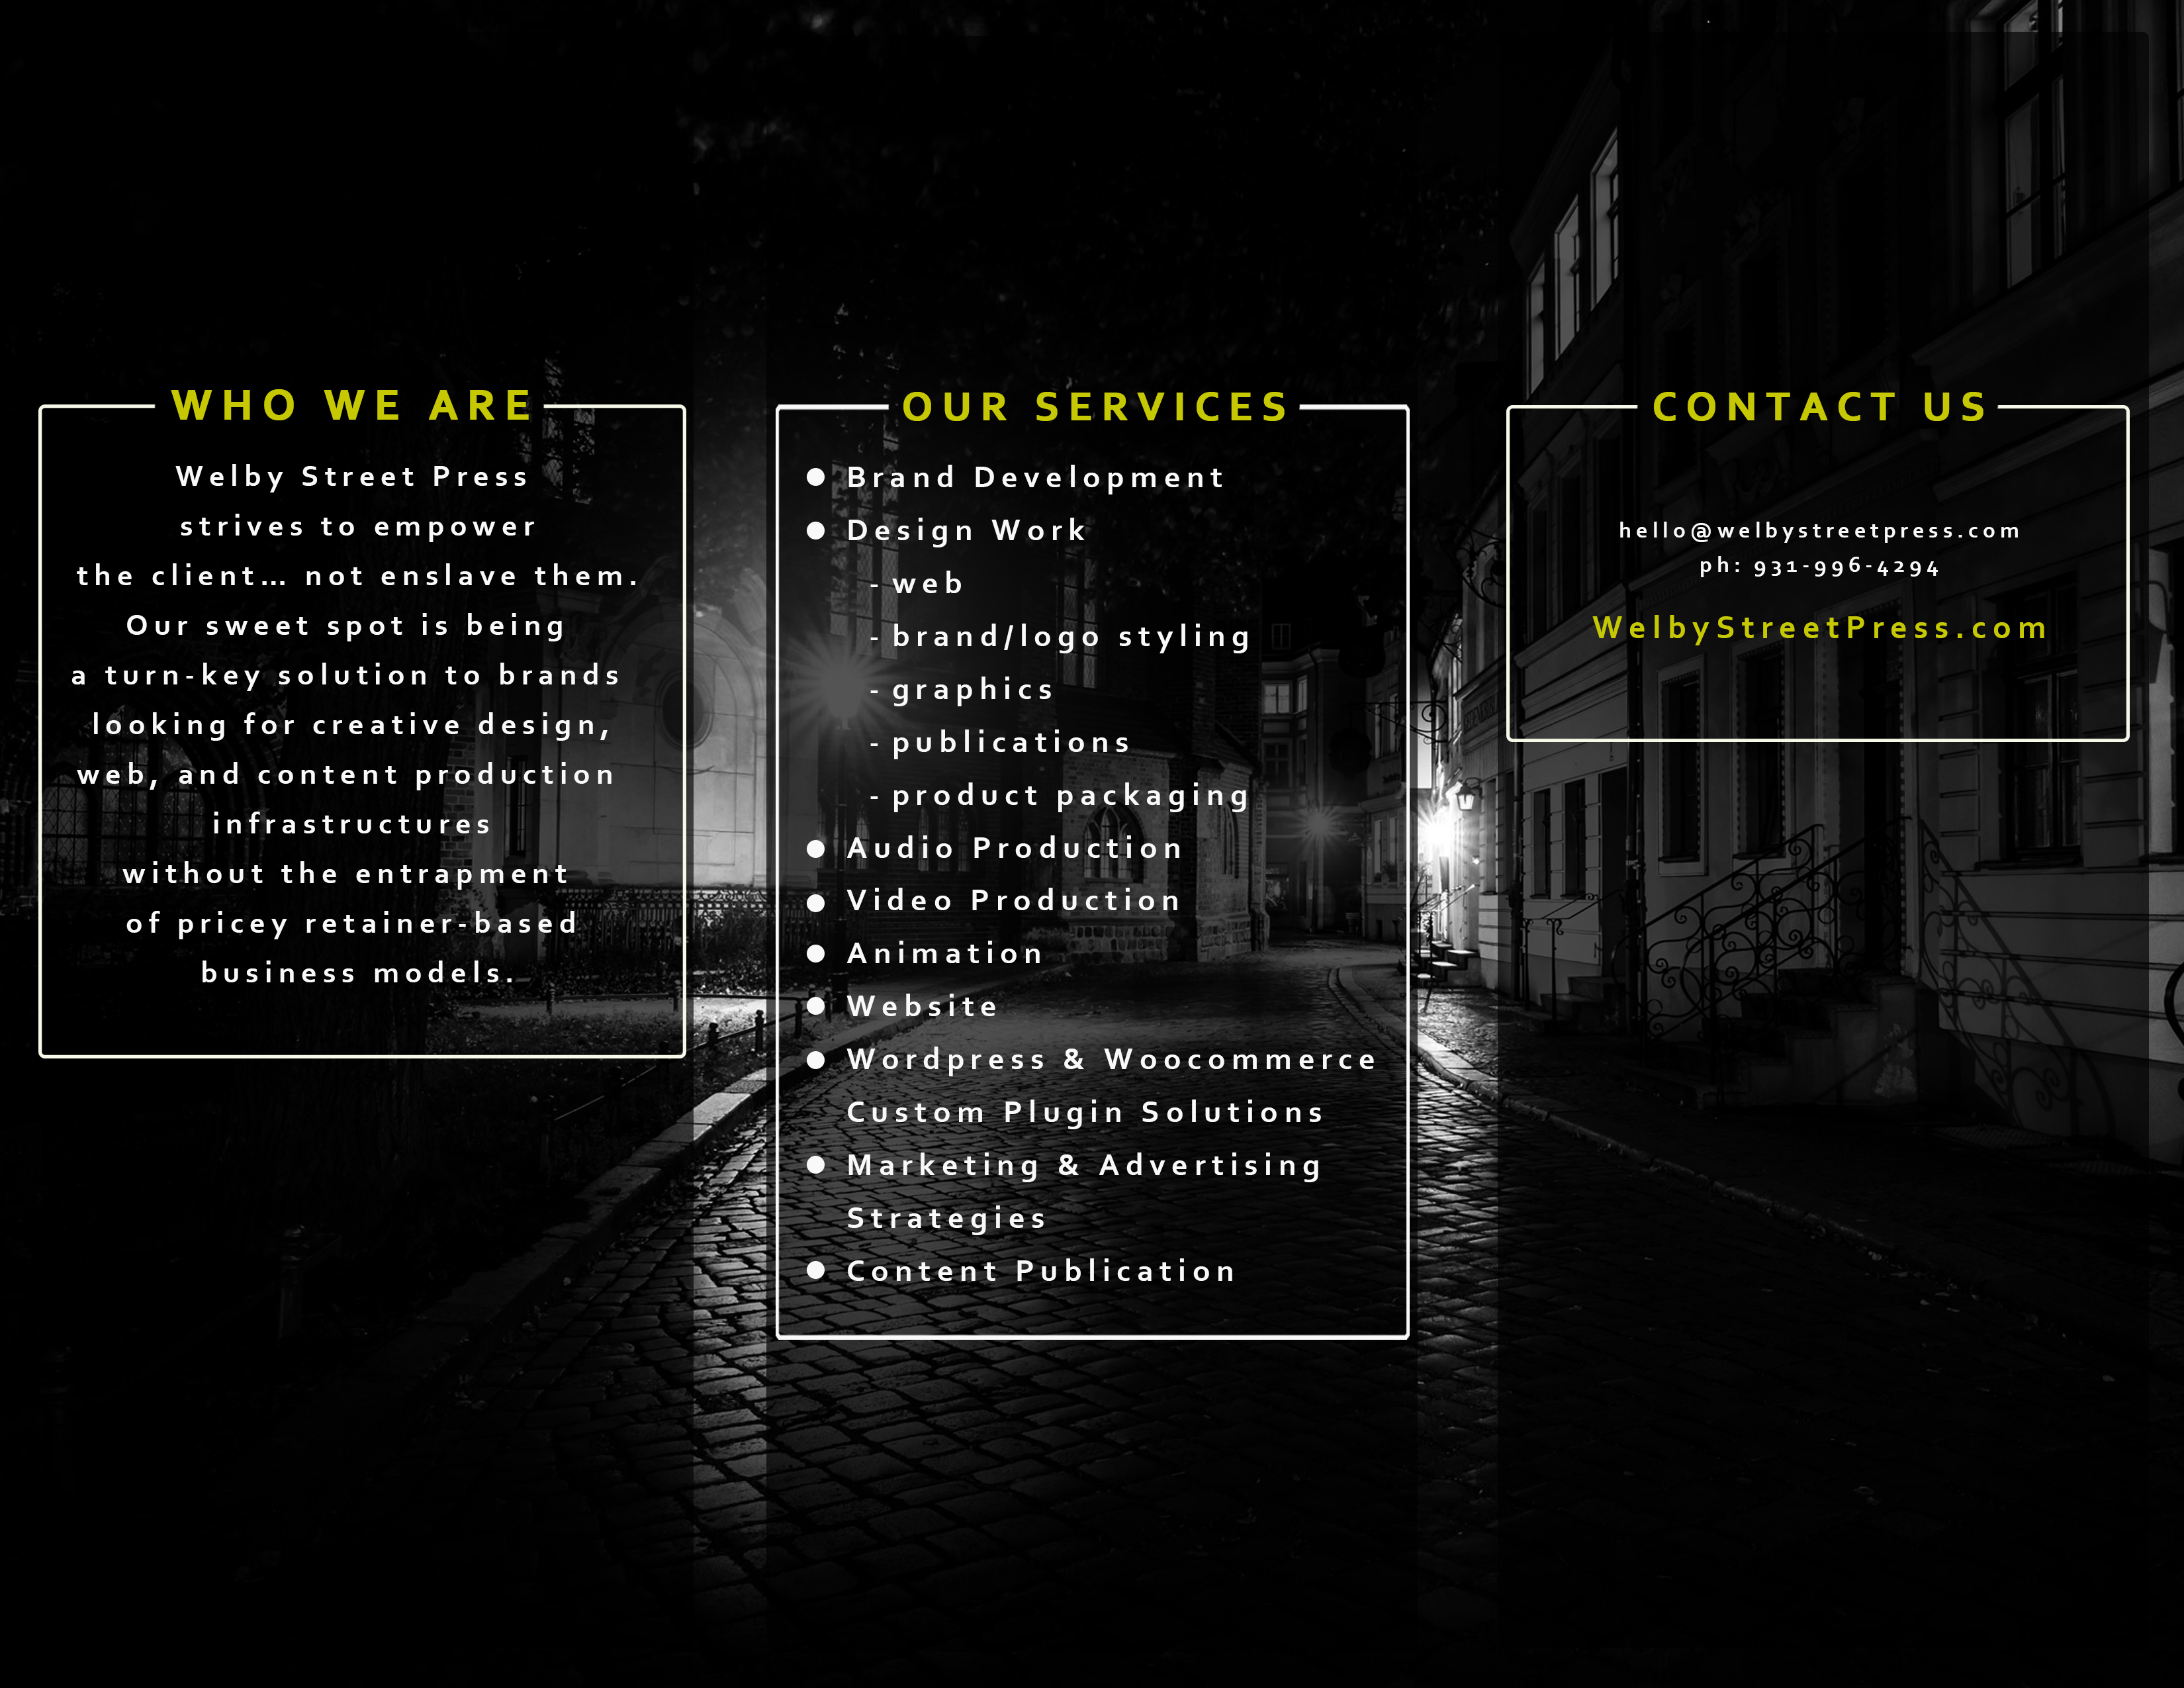 WHO WE ARE
Welby Street Press
strives to empower
the client... not enslave them.
Our sweet spot is being
a turn-key solution to brands
looking for creative design,
web, and content production
infrastructures
without the entrapment
of pricey retainer-based
business models.
OUR SERVICES
● Brand Development
● Design Work
- web
- brand/logo styling
- graphics
- publications
- product packaging
● Audio Production
● Video Production
● Animation
● Website
● Wordpress & Woocommerce
Custom Plugin Solutions
● Marketing & Advertising
Strategies
● Content Publication
CONTACT US
hello@welbystreetpress.com
ph: 931-996-4294
WelbyStreetPress.com